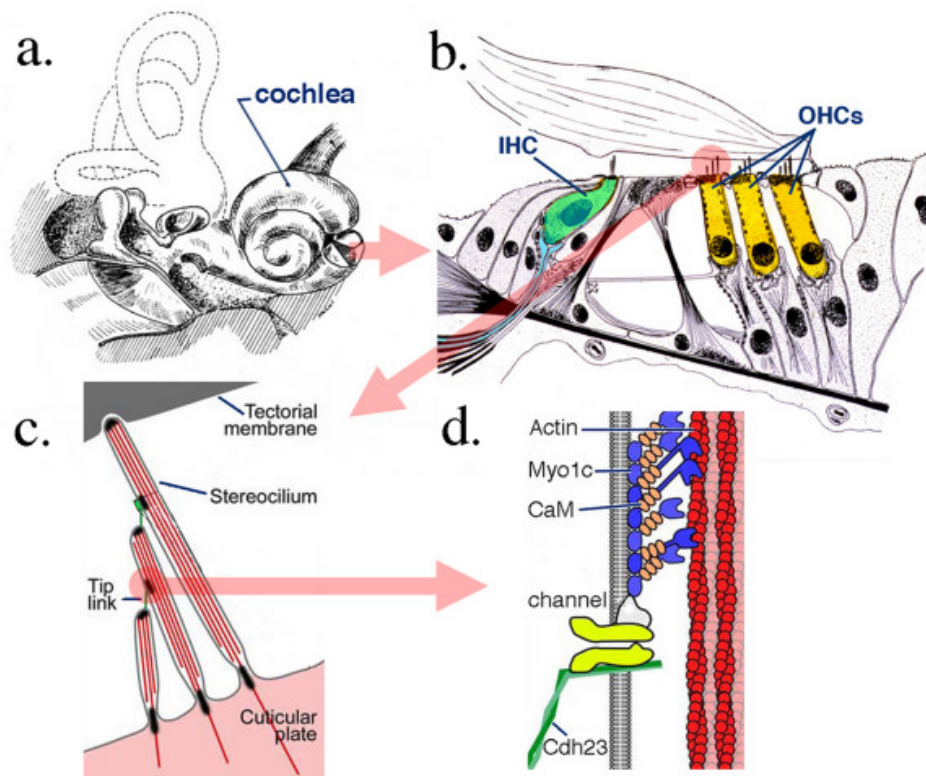 a.
cochlea
b.
IHC
OHCs
c.
Tectorial
membrane
Stereocilium
Tip
link
Cuticular
plate
d.
Actin
Myo1c
CaM
channel
Cdh23